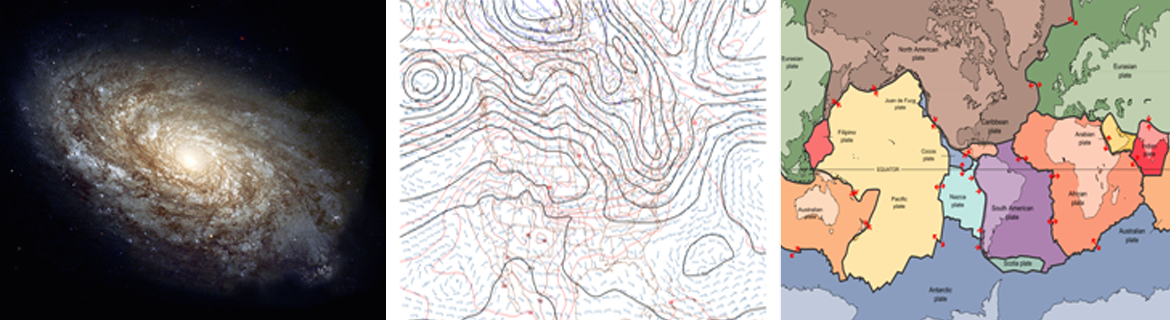 North American
plate
Eurasian
plate
Eurasian
plate
Juan de Fuca
plate
Caribbean
plate
Filipino
plate
Arabian
plate
Indian
plate
Cocos
plate
EQUATOR
Pacific
plate
Nazca
plate
South American
plate
African
plate
Australian
plate
Australian
plate
Scotia plate
Antarctic
plate